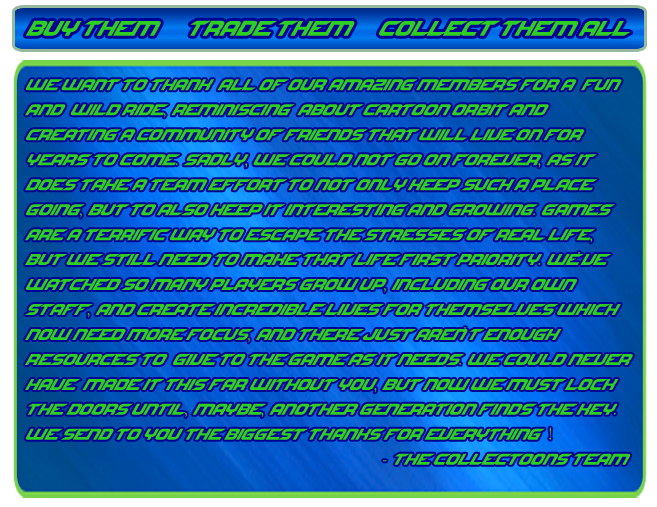 BUY THEM TRADE THEM COLLECT THEM ALL
WE WANT TO THANK ALL OF OUR AMAZING MEMBERS FOR A FUN
AND WILD RIDE, REMINISCING ABOUT CARTOON ORBIT AND
CREATING A COMMUNITY OF FRIENDS THAT WILL LIVE ON FOR
YEARS TO COME. SADLY, WE COULD NOT GO ON FOREVER, AS IT
DOES TAKE A TEAM EFFORT TO NOT ONLY KEEP SUCH A PLACE
GOING, BUT TO ALSO KEEP IT INTERESTING AND GROWING. GAMES
ARE A TERRIFIC WAY TO ESCAPE THE STRESSES OF REAL LIFE,
BUT WE STILL NEED TO MAKE THAT LIFE FIRST PRIORITY. WE'VE
WATCHED SO MANY PLAYERS GROW UP, INCLUDING OUR OWN
STAFF, AND CREATE INCREDIBLE LIVES FOR THEMSELVES WHICH
NOW NEED MORE FOCUS, AND THERE JUST AREN'T ENOUGH
RESOURCES TO GIVE TO THE GAME AS IT NEEDS. WE COULD NEVER
HAVE MADE IT THIS FAR WITHOUT YOU, BUT NOW WE MUST LOCK
THE DOORS UNTIL, MAYBE, ANOTHER GENERATION FINDS THE KEY.
WE SEND TO YOU THE BIGGEST THANKS FOR EVERYTHING !
- THE COLLECTOONS TEAM